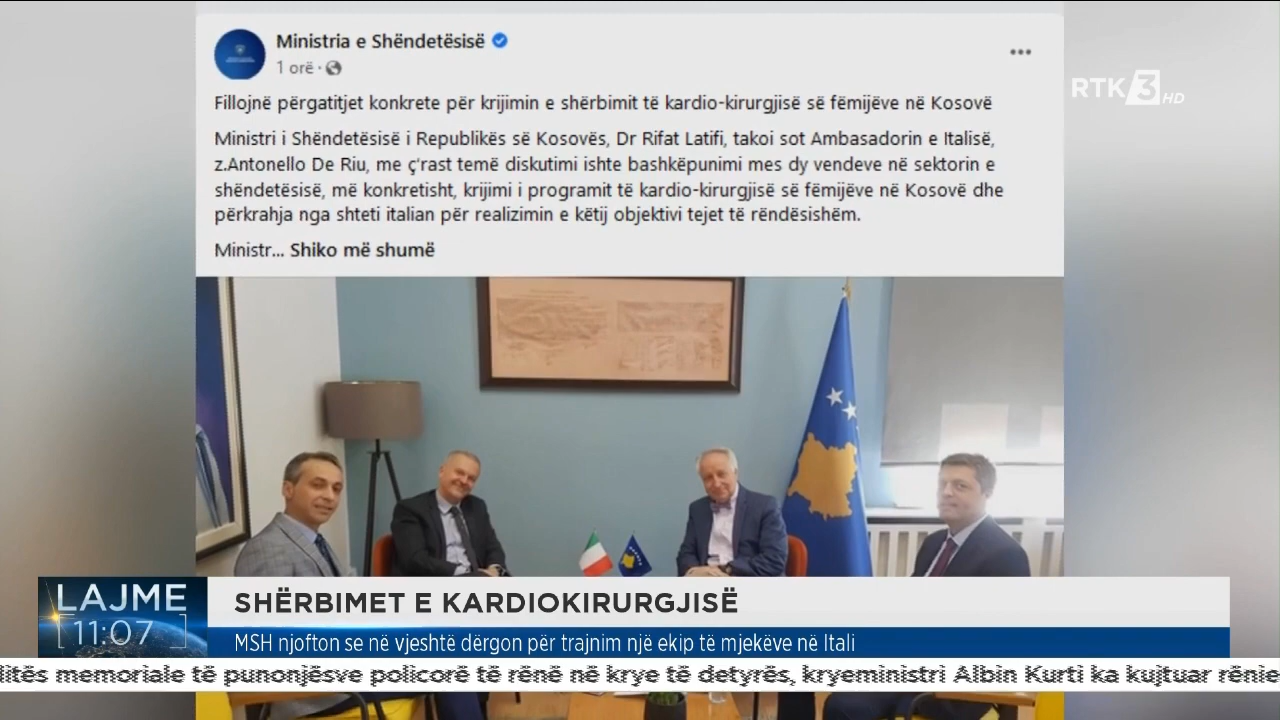 Ministria e Shëndetësisë
1 orë ·
RTK 3 HD
Fillojnë përgatitjet konkrete për krijimin e shërbimit të kardio-kirurgjisë së fëmijëve në Kosovë
Ministri i Shëndetësisë i Republikës së Kosovës, Dr Rifat Latifi, takoi sot Ambasadorin e Italisë,
z.Antonello De Riu, me ç'rast temë diskutimi ishte bashkëpunimi mes dy vendeve në sektorin e
shëndetësisë, më konkretisht, krijimi i programit të kardio-kirurgjisë së fëmijëve në Kosovë dhe
përkrahja nga shteti italian për realizimin e këtij objektivi tejet të rëndësishëm.
Ministr... Shiko më shumë
LAJME
11:07
SHËRBIMET E KARDIOKIRURGJISË
MSH njofton se në vjeshtë dërgon për trajnim një ekip të mjekëve në Itali
litës memoriale të punonjësve policorë të rënë në krye të detyrës, kryeministri Albin Kurti ka kujtuar rënie